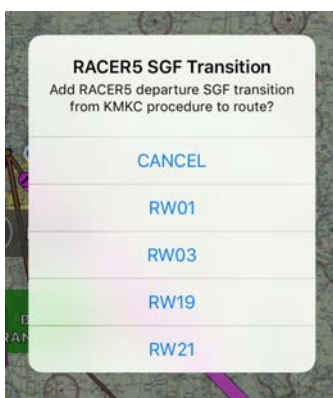 RACER5 SGF Transition
Add RACER5 departure SGF transition
from KMKC procedure to route?
CANCEL
RW01
RW03
RW19
RW21